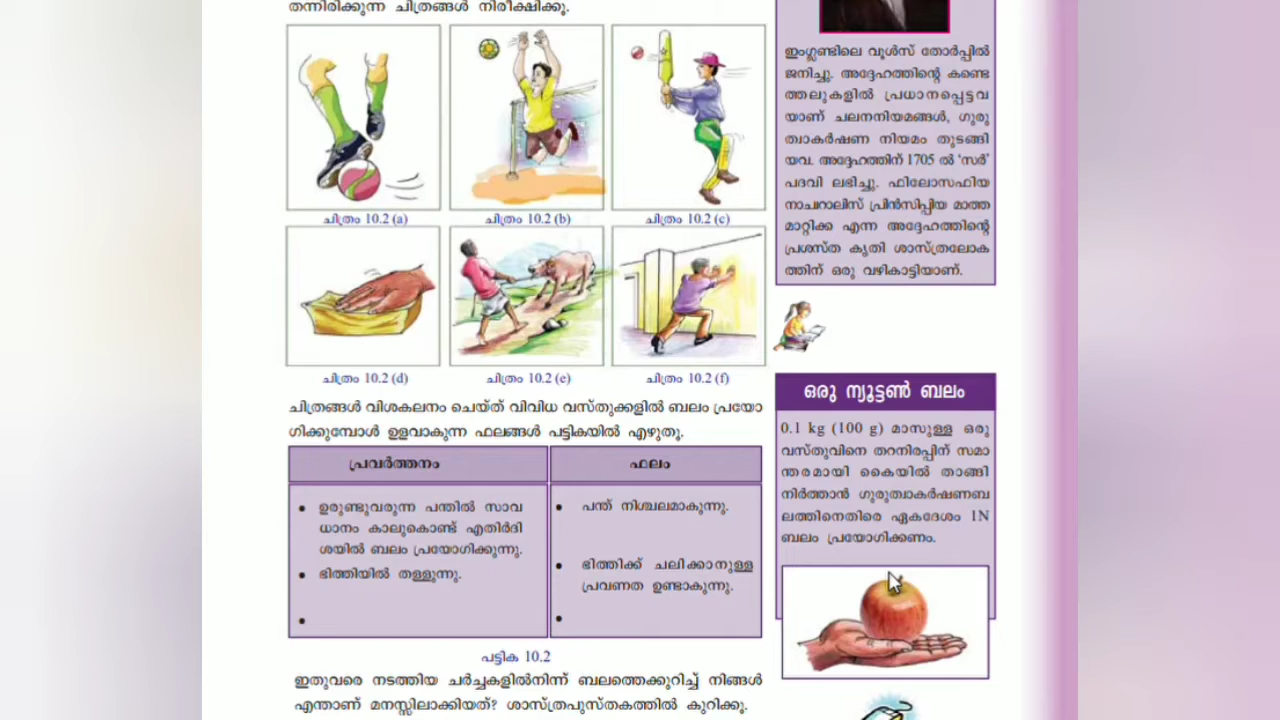 തന്നിരിക്കുന്ന ചിത്രങ്ങൾ നിരീക്ഷിക്കൂ.
ചിത്രം 10.2 (a)
ചിത്രം 10.2 (b)
ചിത്രം 10.2 (c)
ചിത്രം 10.2 (d)
ചിത്രം 10.2 (e)
ചിത്രം 10.2 (f)
ചിത്രങ്ങൾ വിശകലനം ചെയ്ത് വിവിധ വസ്തുക്കളിൽ ബലം പ്രയോ
ഗിക്കുമ്പോൾ ഉളവാകുന്ന ഫലങ്ങൾ പട്ടികയിൽ എഴുതൂ.
പ്രവർത്തനം
ഫലം
• ഉരുണ്ടുവരുന്ന പന്തിൽ സാവ
ധാനം കാലുകൊണ്ട് എതിർദി
ശയിൽ ബലം പ്രയോഗിക്കുന്നു.
• ഭിത്തിയിൽ തള്ളുന്നു.
•
• പന്ത് നിശ്ചലമാകുന്നു.
• ഭിത്തിക്ക് ചലിക്കാനുള്ള
പ്രവണത ഉണ്ടാകുന്നു.
•
പട്ടിക 10.2
ഇതുവരെ നടത്തിയ ചർച്ചകളിൽനിന്ന് ബലത്തെക്കുറിച്ച് നിങ്ങൾ
എന്താണ് മനസ്സിലാക്കിയത്? ശാസ്ത്രപുസ്തകത്തിൽ കുറിക്കൂ.
ഇംഗ്ലണ്ടിലെ വൂൾസ് തോർപ്പിൽ
ജനിച്ചു. അദ്ദേഹത്തിന്റെ കണ്ടെ
ത്തലുകളിൽ പ്രധാനപ്പെട്ടവ
യാണ് ചലനനിയമങ്ങൾ, ഗുരു
ത്വാകർഷണ നിയമം തുടങ്ങി
യവ. അദ്ദേഹത്തിന് 1705 ൽ 'സർ'
പദവി ലഭിച്ചു. ഫിലോസഫിയ
നാച്വറാലിസ് പ്രിൻസിപ്പിയ മാത്ത
മാറ്റിക്ക എന്ന അദ്ദേഹത്തിന്റെ
പ്രശസ്ത കൃതി ശാസ്ത്രലോക
ത്തിന് ഒരു വഴികാട്ടിയാണ്.
ഒരു ന്യൂട്ടൺ ബലം
0.1 kg (100 g) മാസുള്ള ഒരു
വസ്തുവിനെ തറനിരപ്പിന് സമാ
ന്തരമായി കൈയിൽ താങ്ങി
നിർത്താൻ ഗുരുത്വാകർഷണബ
ലത്തിനെതിരെ ഏകദേശം 1N
ബലം പ്രയോഗിക്കണം.